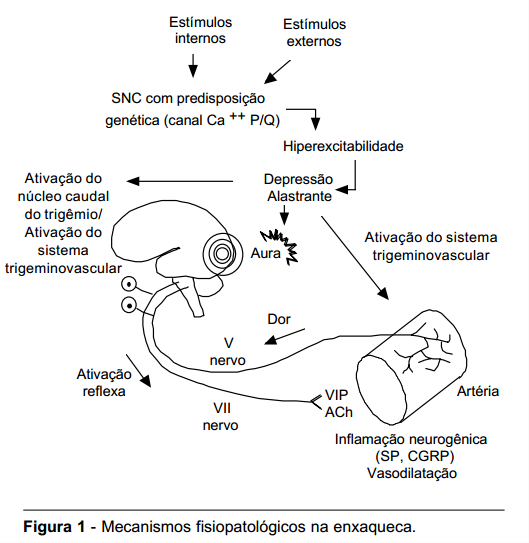 Estímulos
internos
Estímulos
externos
SNC com predisposição
genética (canal Ca ++ P/Q)
Hiperexcitabilidade
Depressão
Alastrante
Ativação do
núcleo caudal
do trigêmio/
Ativação do
sistema
trigeminovascular
Aura
Ativação do sistema
trigeminovascular
Dor
V
nervo
Ativação
reflexa
VII
nervo
VIP
ACh
Artéria
Inflamação neurogênica
(SP, CGRP)
Vasodilatação
Figura 1 - Mecanismos fisiopatológicos na enxaqueca.